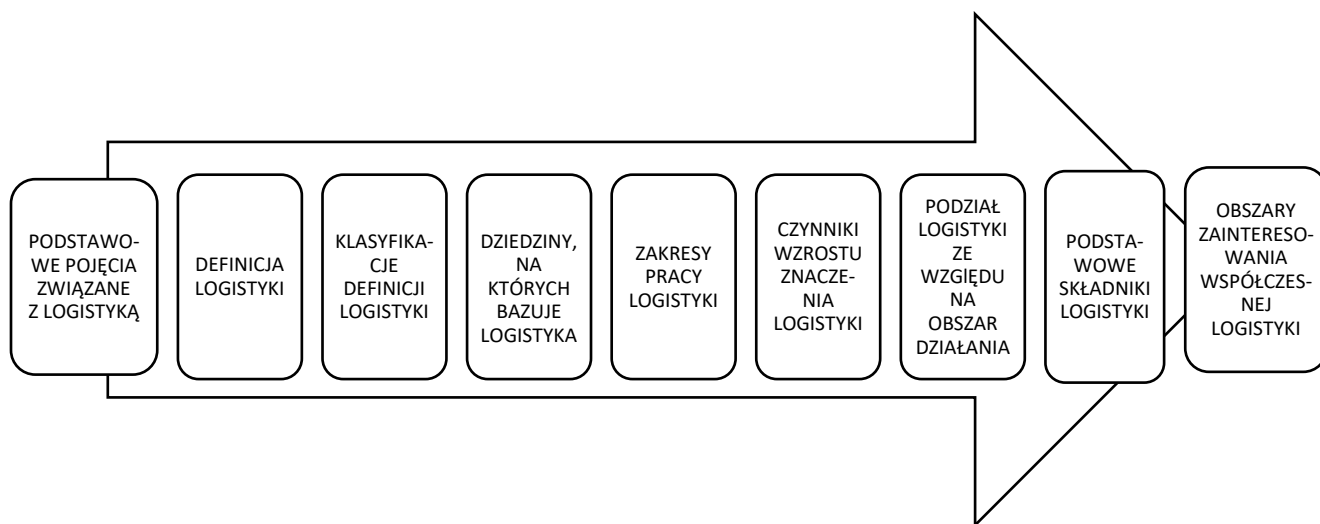 PODSTAWO-
WE POJĘCIA
ZWIĄZANE
Z LOGISTYKĄ
DEFINICJA
LOGISTYKI
KLASYFIKA-
CJE
DEFINICJI
LOGISTYKI
DZIEDZINY,
NA
KTÓRYCH
BAZUJE
LOGISTYKA
ZAKRESY
PRACY
LOGISTYKI
CZYNNIKI
WZROSTU
ZNACZE-
NIA
LOGISTYKI
PODZIAŁ
LOGISTYKI
ZE
WZGLĘDU
NA
OBSZAR
DZIAŁANIA
PODSTA-
WOWE
SKŁADNIKI
LOGISTYKI
OBSZARY
ZAINTERESO-
WANIA
WSPÓŁCZES-
NEJ
LOGISTYKI